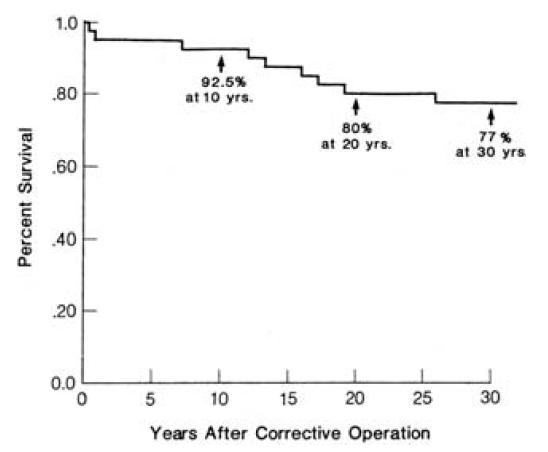 1.0
.80
.60
.40
.20
0.0
Percent Survival
92.5%
at 10 yrs.
80%
at 20 yrs.
77%
at 30 yrs
0 5 10 15 20 25 30
Years After Corrective Operation